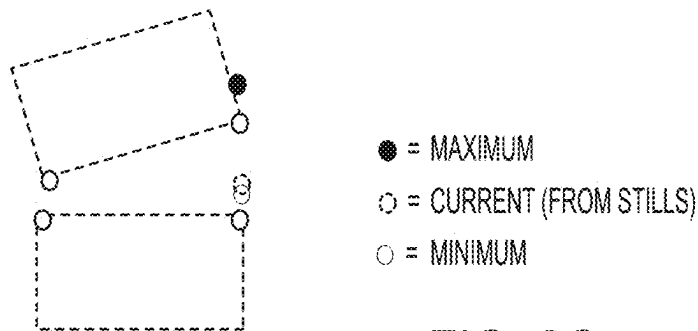 ● = MAXIMUM
◌ = CURRENT (FROM STILLS)
○ = MINIMUM